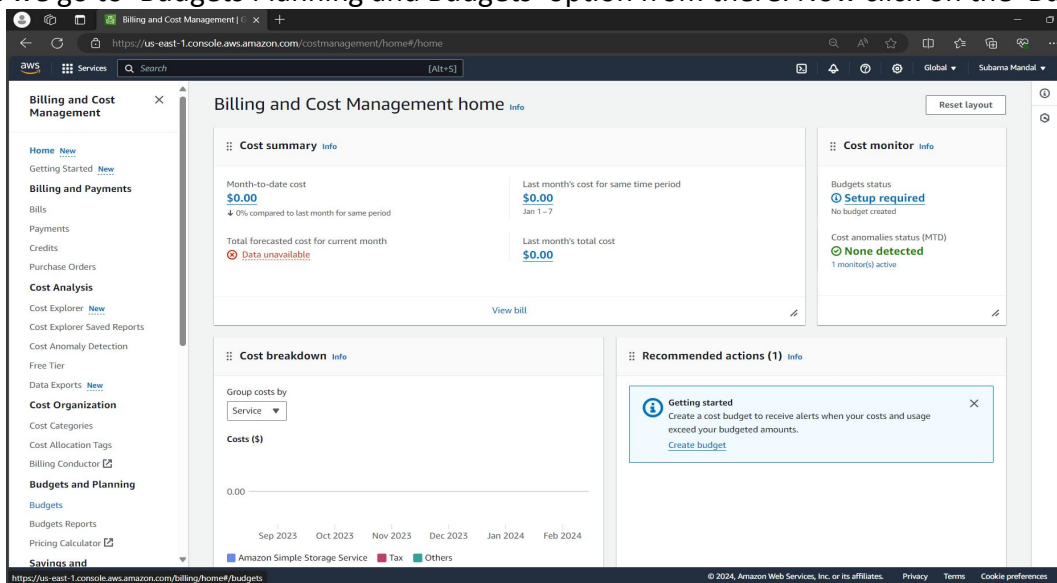 we go to 'Budgets Planning and Budgets' option from there. Now click on the 'Bu
Billing and Cost Management | G
https://us-east-1.console.aws.amazon.com/costmanagement/home#/home
aws
Services
Search
[Alt+S]
Global
Subarna Mandal
Billing and Cost Management
Home New
Getting Started New
Billing and Payments
Bills
Payments
Credits
Purchase Orders
Cost Analysis
Cost Explorer New
Cost Explorer Saved Reports
Cost Anomaly Detection
Free Tier
Data Exports New
Cost Organization
Cost Categories
Cost Allocation Tags
Billing Conductor
Budgets and Planning
Budgets
Budgets Reports
Pricing Calculator
Savings and
Billing and Cost Management home Info
Reset layout
Cost summary Info
Month-to-date cost
$0.00
0% compared to last month for same period
Last month's cost for same time period
$0.00
Jan 1 – 7
Total forecasted cost for current month
Data unavailable
Last month's total cost
$0.00
View bill
Cost monitor Info
Budgets status
Setup required
No budget created
Cost anomalies status (MTD)
None detected
1 monitor(s) active
Cost breakdown Info
Group costs by
Service
Costs ($)
0.00
Sep 2023 Oct 2023 Nov 2023 Dec 2023 Jan 2024 Feb 2024
Amazon Simple Storage Service Tax Others
Recommended actions (1) Info
Getting started
Create a cost budget to receive alerts when your costs and usage
exceed your budgeted amounts.
Create budget
https://us-east-1.console.aws.amazon.com/billing/home#/budgets
© 2024, Amazon Web Services, Inc. or its affiliates. Privacy Terms Cookie preferences